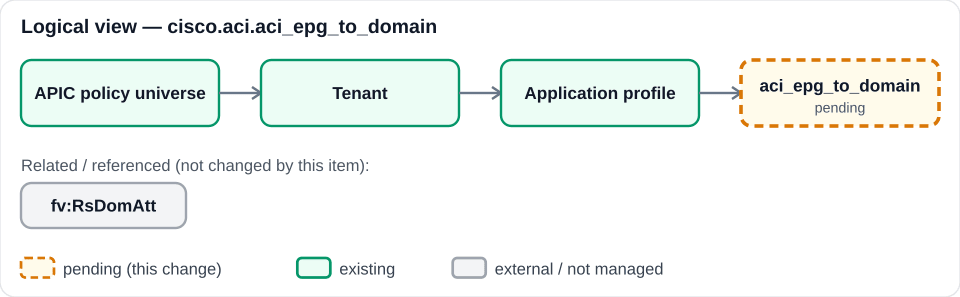 Logical view — cisco.aci.aci_epg_to_domain
APIC policy universe
Tenant
Application profile
aci_epg_to_domain
pending
Related / referenced (not changed by this item):
fv:RsDomAtt
pending (this change)
existing
external / not managed